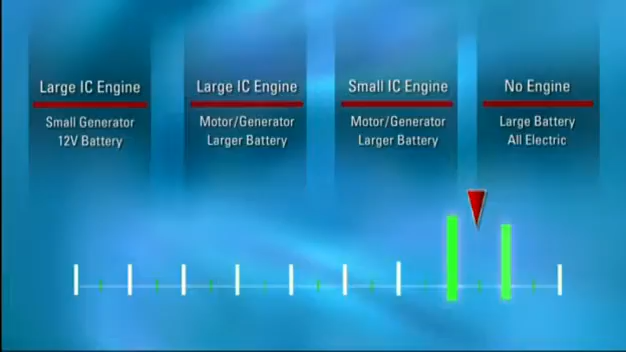 Large IC Engine
Small Generator
12V Battery
Large IC Engine
Motor/Generator
Larger Battery
Small IC Engine
Motor/Generator
Larger Battery
No Engine
Large Battery
All Electric